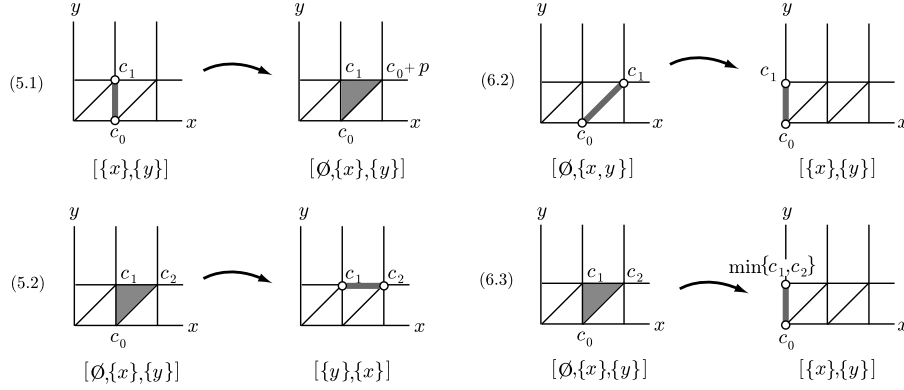 (5.1)
y
c₁
c₀
x
[{x},{y}]
y
c₁
c₀+p
c₀
x
[Ø,{x},{y}]
(6.2)
y
c₁
c₀
x
[Ø,{x,y}]
y
c₁
c₀
x
[{x},{y}]
(5.2)
y
c₁
c₂
c₀
x
[Ø,{x},{y}]
y
c₁
c₂
x
[{y},{x}]
(6.3)
y
c₁
c₂
c₀
x
[Ø,{x},{y}]
y
min{c₁,c₂}
c₀
x
[{x},{y}]